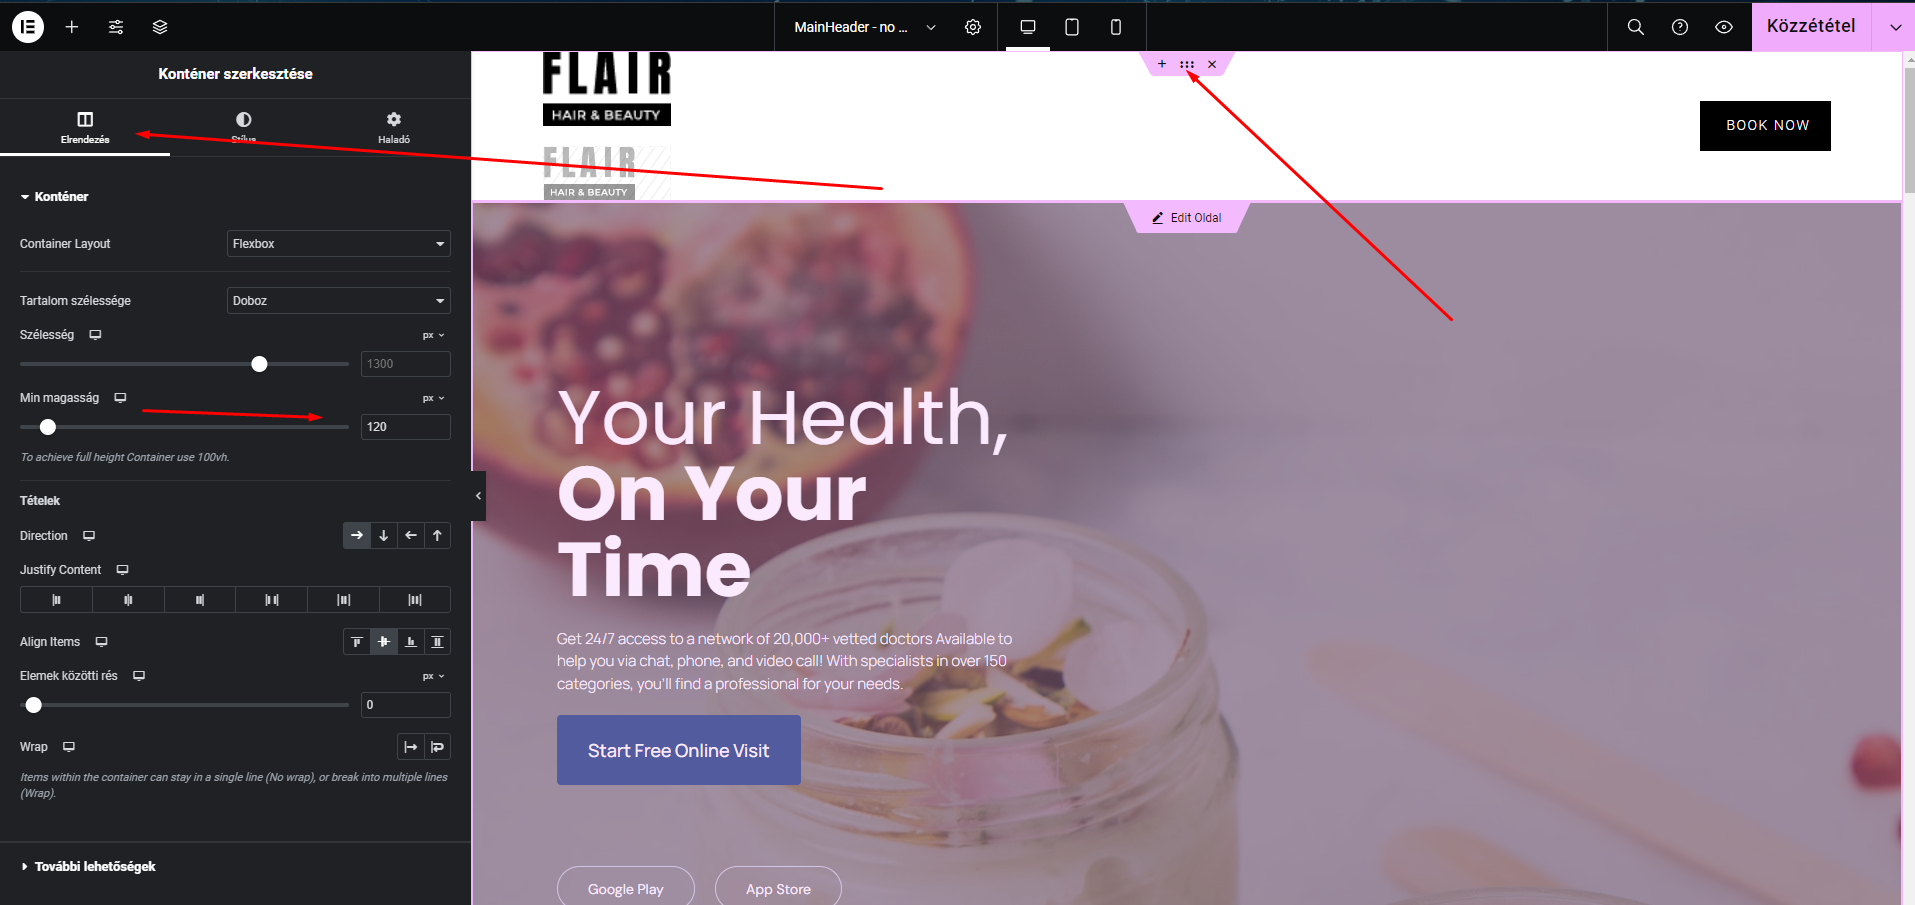 MainHeader - no ...
Közzététel
Konténer szerkesztése
Elrendezés
Stílus
Haladó
Konténer
Container Layout
Flexbox
Tartalom szélessége
Doboz
Szélesség
px
1300
Min magasság
px
120
To achieve full height Container use 100vh.
Tételek
Direction
Justify Content
Align Items
Elemek közötti rés
px
0
Wrap
Items within the container can stay in a single line (No wrap), or break into multiple lines
(Wrap).
További lehetőségek
FLAIR
HAIR & BEAUTY
FLAIR
HAIR & BEAUTY
BOOK NOW
Edit Oldal
Your Health,
On Your
Time
Get 24/7 access to a network of 20,000+ vetted doctors Available to
help you via chat, phone, and video call! With specialists in over 150
categories, you'll find a professional for your needs.
Start Free Online Visit
Google Play
App Store